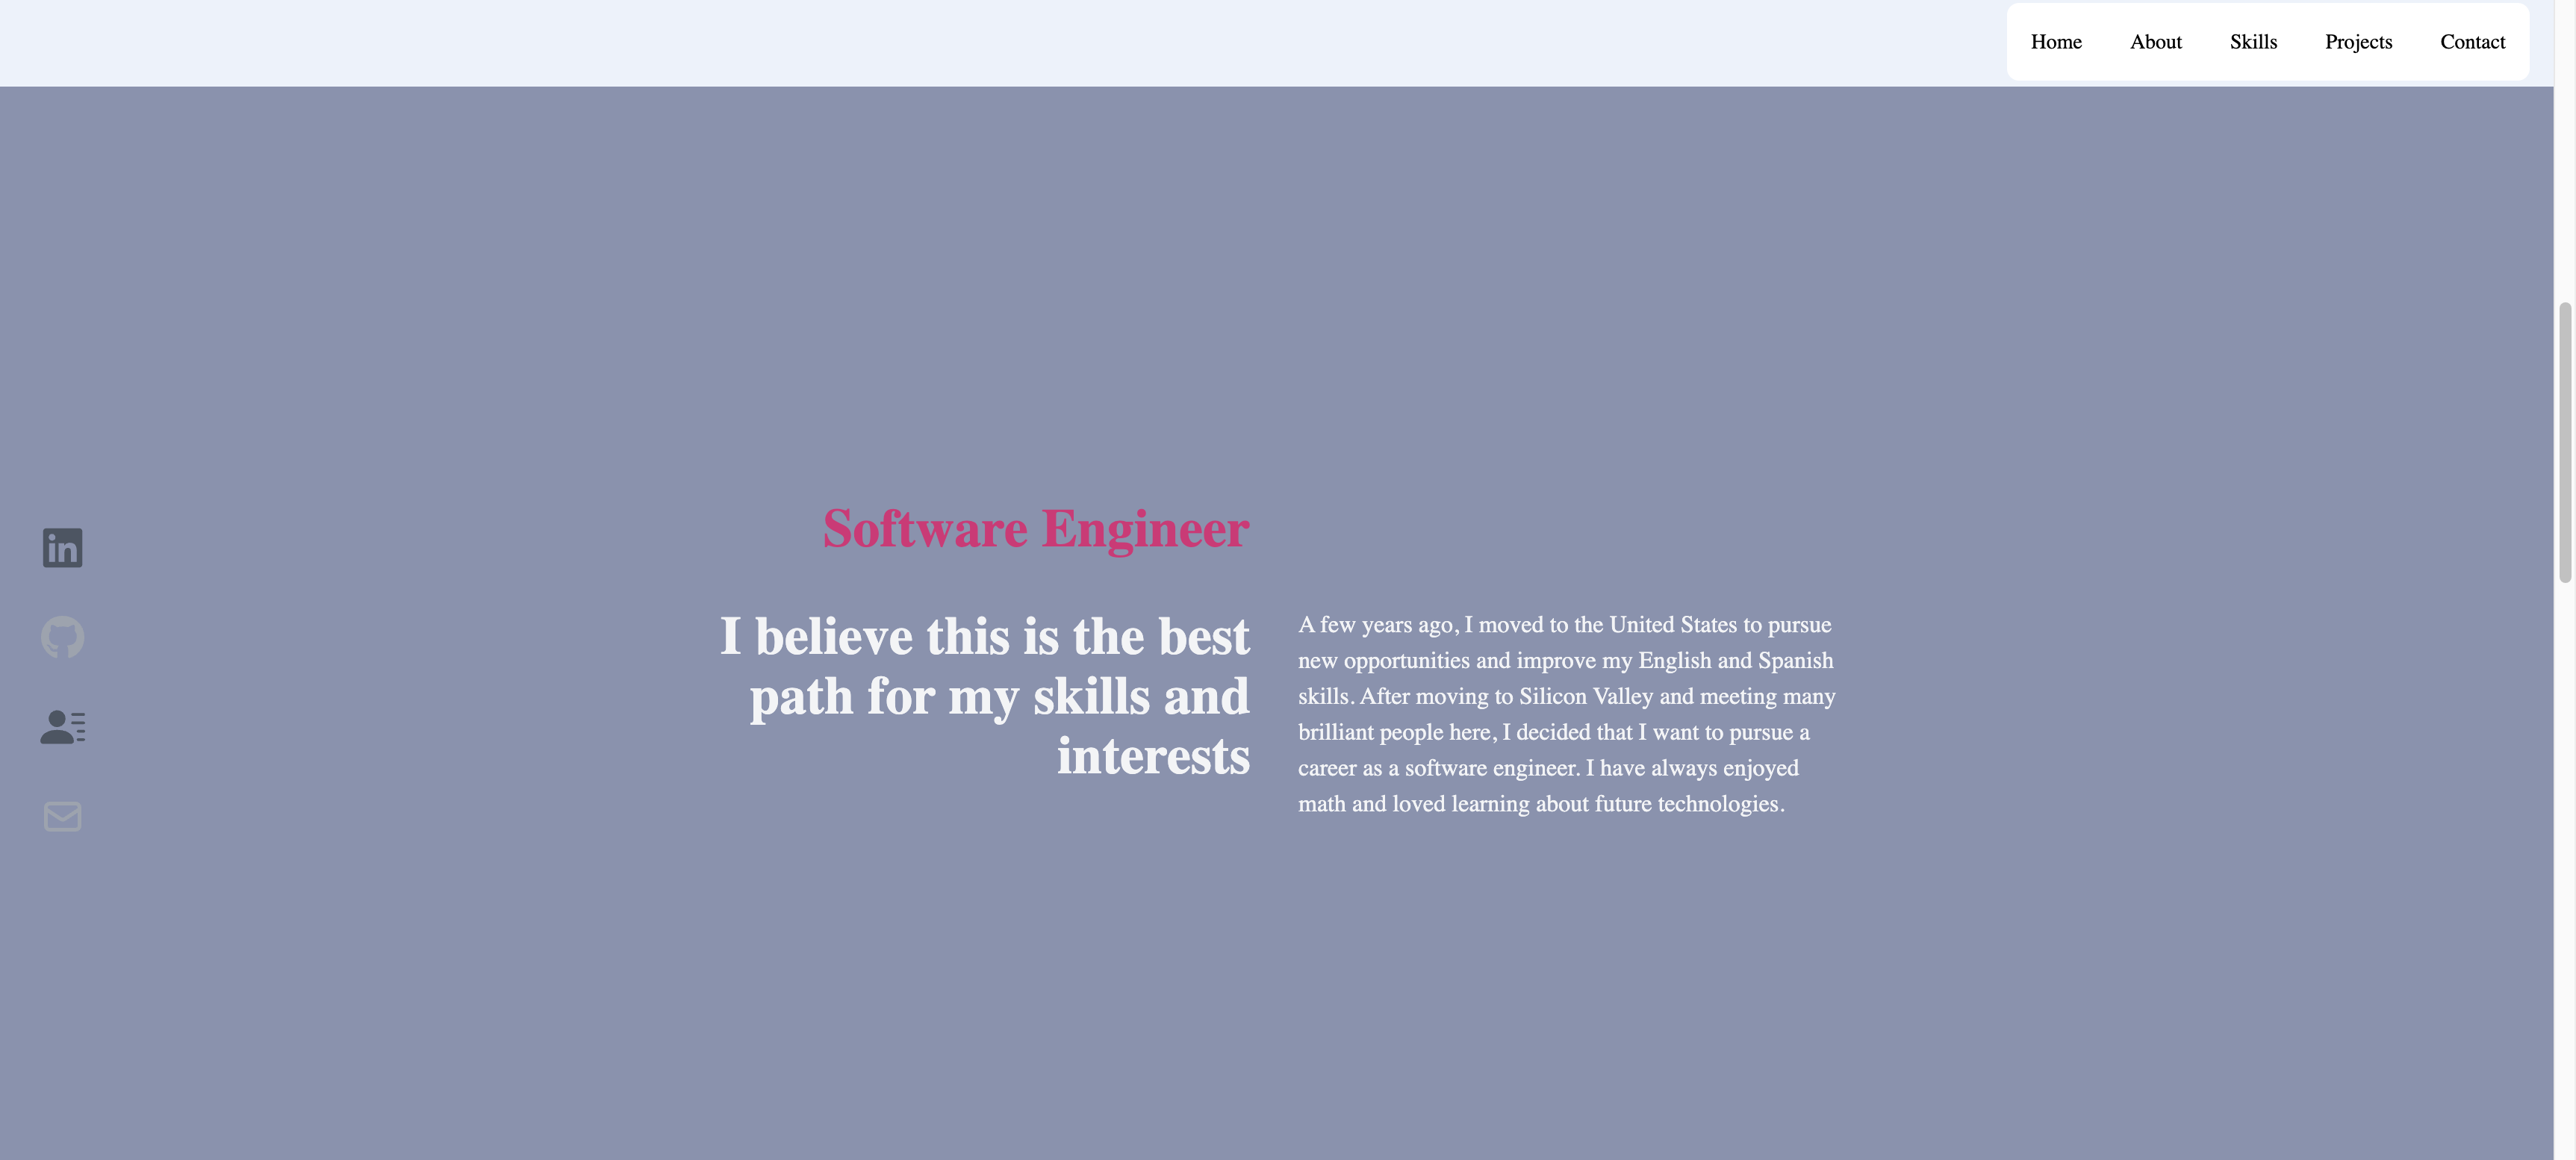 Home About Skills Projects Contact
Software Engineer
I believe this is the best
path for my skills and
interests
A few years ago, I moved to the United States to pursue
new opportunities and improve my English and Spanish
skills. After moving to Silicon Valley and meeting many
brilliant people here, I decided that I want to pursue a
career as a software engineer. I have always enjoyed
math and loved learning about future technologies.
in